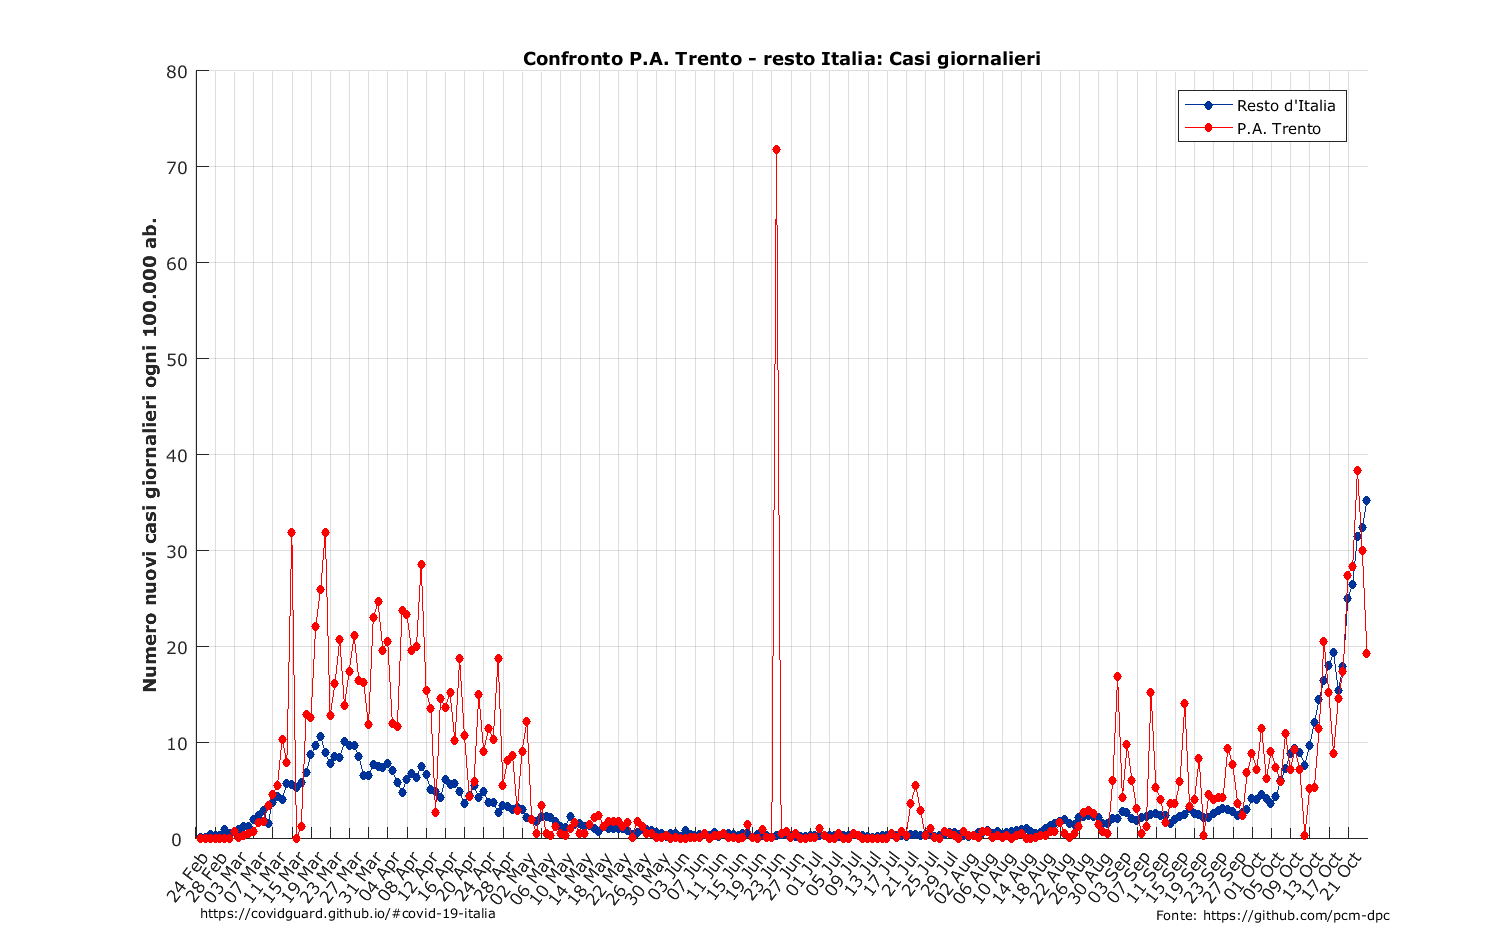 Confronto P.A. Trento - resto Italia: Casi giornalieri
Numero nuovi casi giornalieri ogni 100.000 ab.
80
70
60
50
40
30
20
10
0
Resto d'Italia
P.A. Trento
24 Feb
28 Feb
03 Mar
07 Mar
11 Mar
15 Mar
19 Mar
23 Mar
27 Mar
31 Mar
04 Apr
08 Apr
12 Apr
16 Apr
20 Apr
24 Apr
28 Apr
02 May
06 May
10 May
14 May
18 May
22 May
26 May
30 May
03 Jun
07 Jun
11 Jun
15 Jun
19 Jun
23 Jun
27 Jun
01 Jul
05 Jul
09 Jul
13 Jul
17 Jul
21 Jul
25 Jul
29 Jul
02 Aug
06 Aug
10 Aug
14 Aug
18 Aug
22 Aug
26 Aug
30 Aug
03 Sep
07 Sep
11 Sep
15 Sep
19 Sep
23 Sep
27 Sep
01 Oct
05 Oct
09 Oct
13 Oct
17 Oct
21 Oct
https://covidguard.github.io/#covid-19-italia
Fonte: https://github.com/pcm-dpc